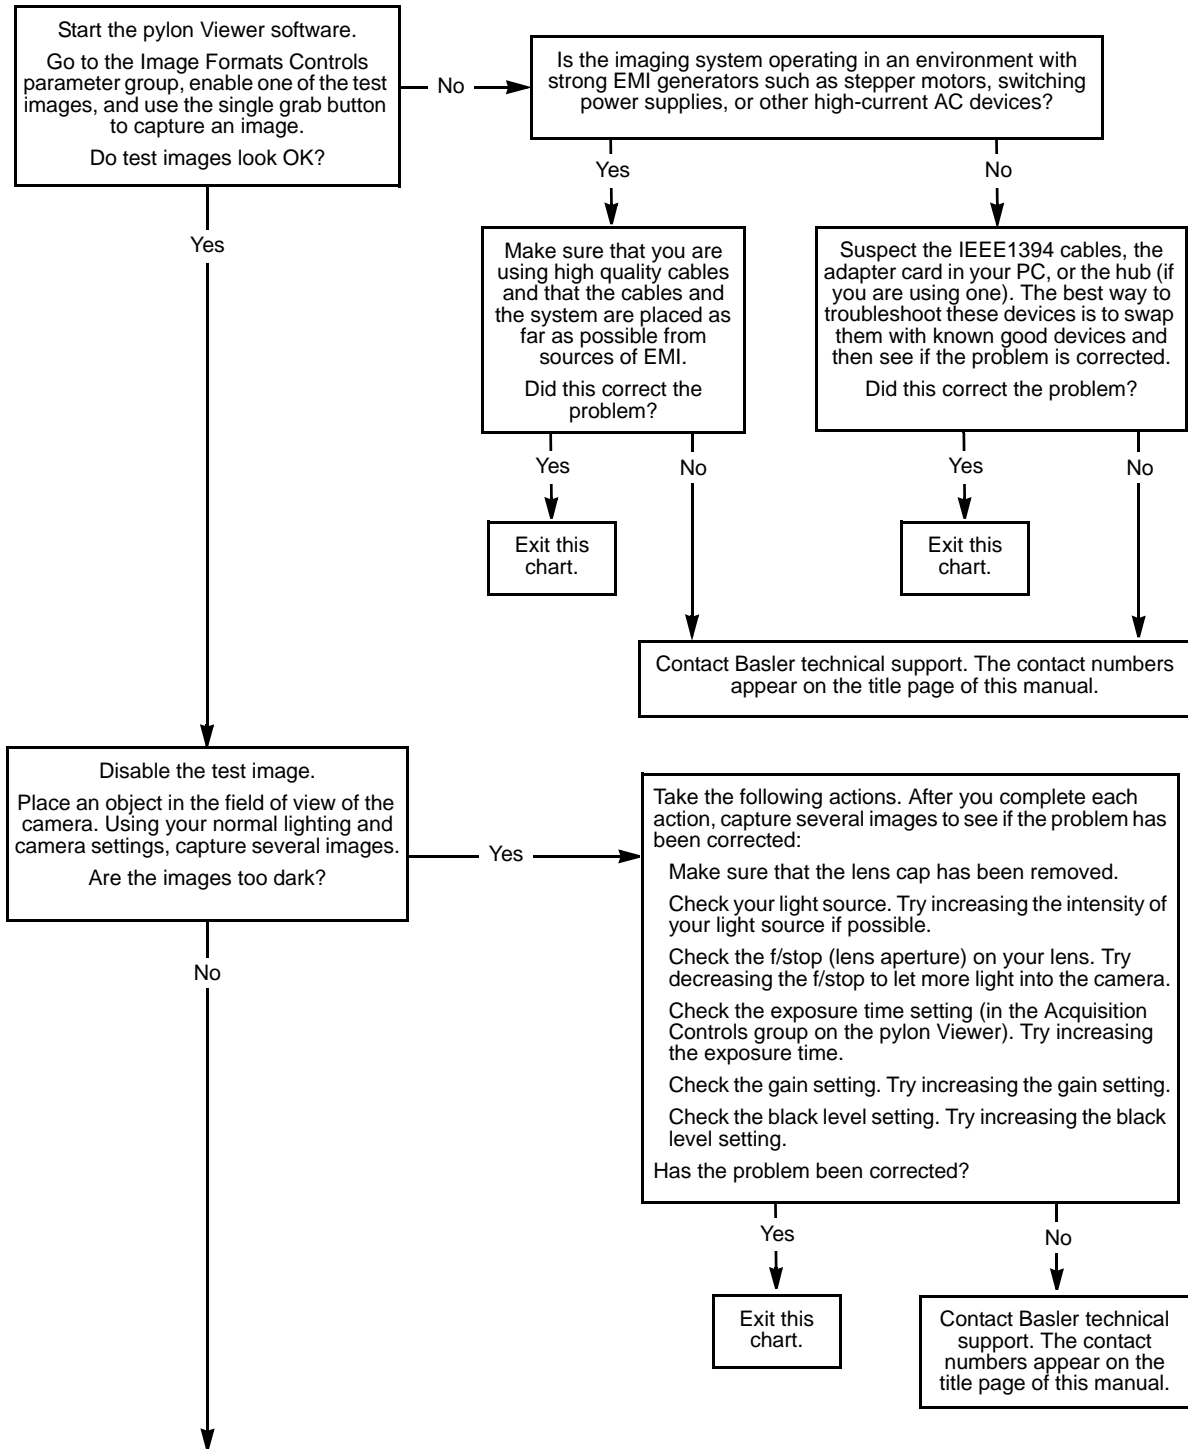 Start the pylon Viewer software.
Go to the Image Formats Controls
parameter group, enable one of the test
images, and use the single grab button
to capture an image.
Do test images look OK?
No
Is the imaging system operating in an environment with
strong EMI generators such as stepper motors, switching
power supplies, or other high-current AC devices?
Yes
No
Yes
Make sure that you are
using high quality cables
and that the cables and
the system are placed as
far as possible from
sources of EMI.
Did this correct the
problem?
Suspect the IEEE1394 cables, the
adapter card in your PC, or the hub (if
you are using one). The best way to
troubleshoot these devices is to swap
them with known good devices and
then see if the problem is corrected.
Did this correct the problem?
Yes
No
Yes
No
Exit this
chart.
Exit this
chart.
Contact Basler technical support. The contact numbers
appear on the title page of this manual.
Disable the test image.
Place an object in the field of view of the
camera. Using your normal lighting and
camera settings, capture several images.
Are the images too dark?
Yes
Take the following actions. After you complete each
action, capture several images to see if the problem has
been corrected:
Make sure that the lens cap has been removed.
Check your light source. Try increasing the intensity of
your light source if possible.
Check the f/stop (lens aperture) on your lens. Try
decreasing the f/stop to let more light into the camera.
Check the exposure time setting (in the Acquisition
Controls group on the pylon Viewer). Try increasing
the exposure time.
Check the gain setting. Try increasing the gain setting.
Check the black level setting. Try increasing the black
level setting.
Has the problem been corrected?
No
Yes
No
Exit this
chart.
Contact Basler technical
support. The contact
numbers appear on the
title page of this manual.